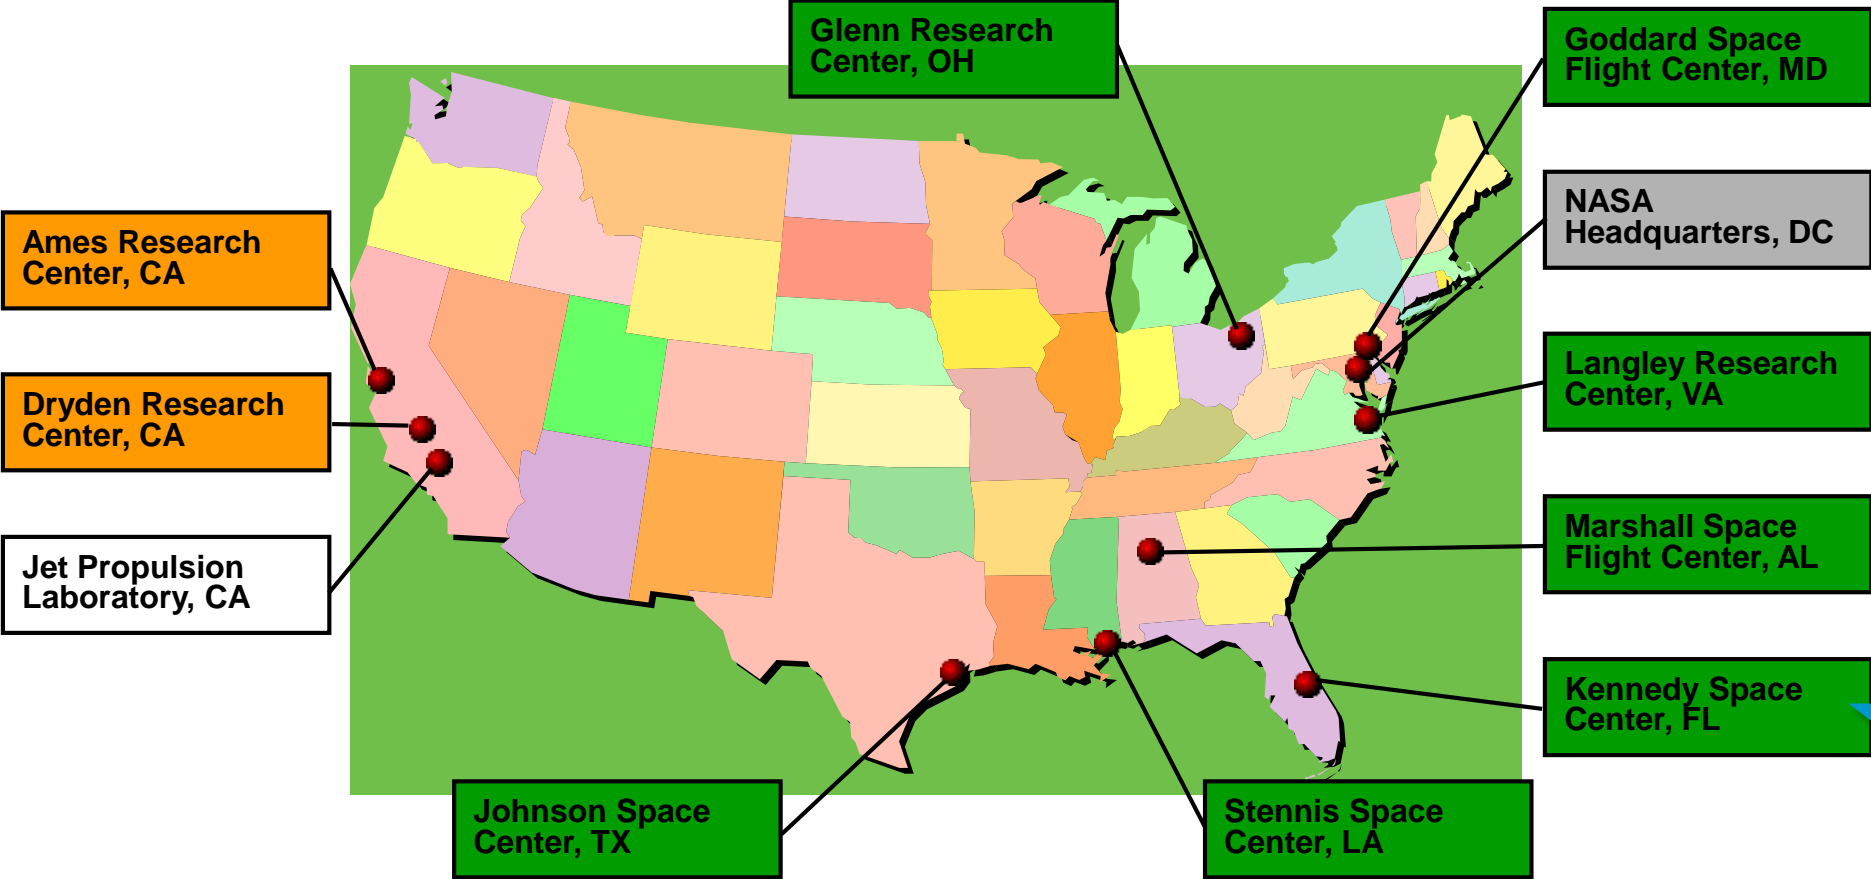 Glenn Research
Center, OH
Goddard Space
Flight Center, MD
NASA
Headquarters, DC
Ames Research
Center, CA
Langley Research
Center, VA
Dryden Research
Center, CA
Marshall Space
Flight Center, AL
Jet Propulsion
Laboratory, CA
Kennedy Space
Center, FL
Johnson Space
Center, TX
Stennis Space
Center, LA